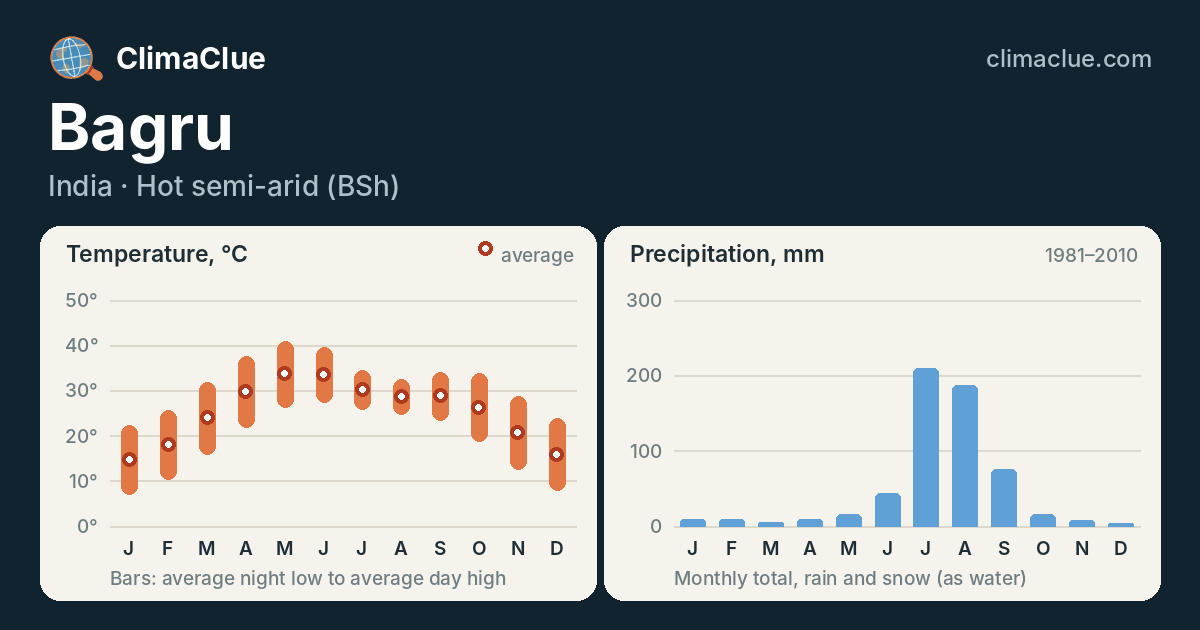 ClimaClue
climaclue.com
Bagru
India · Hot semi-arid (BSh)
Temperature, °C
average
50°
40°
30°
20°
10°
0°
J F M A M J J A S O N D
Bars: average night low to average day high
Precipitation, mm
1981–2010
300
200
100
0
J F M A M J J A S O N D
Monthly total, rain and snow (as water)